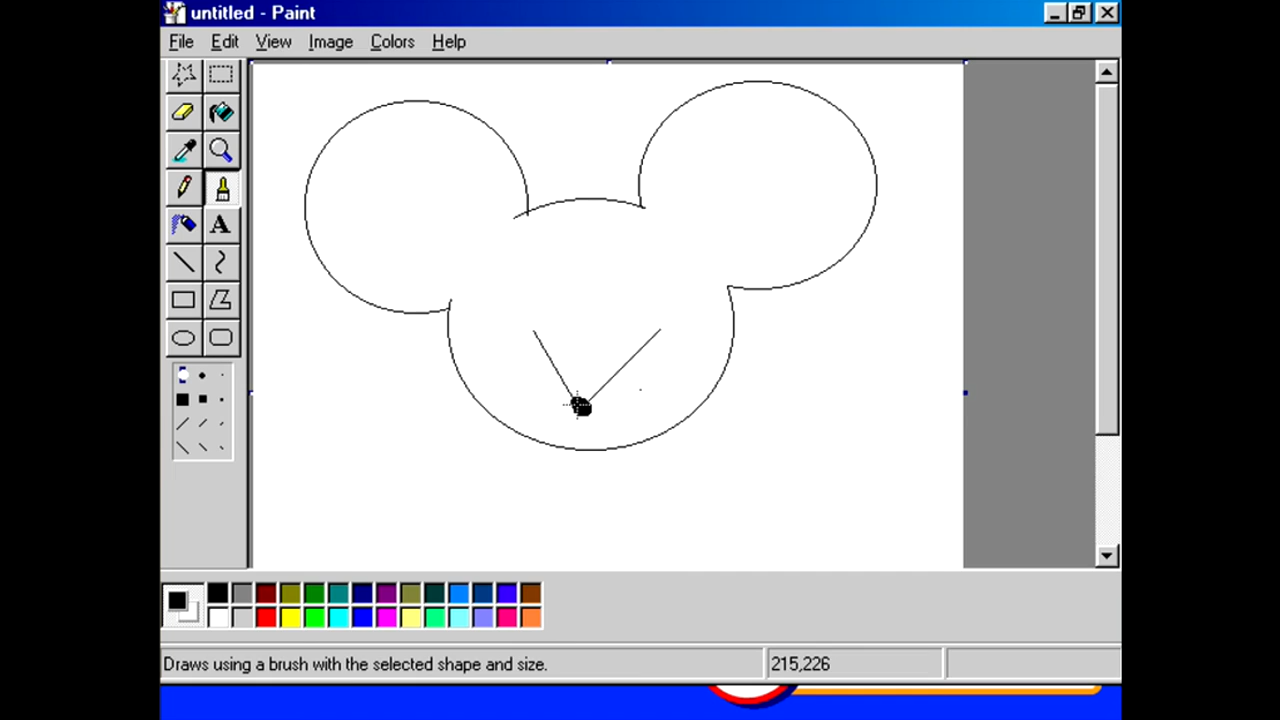 untitled - Paint
File Edit View Image Colors Help
A
Draws using a brush with the selected shape and size.
215,226